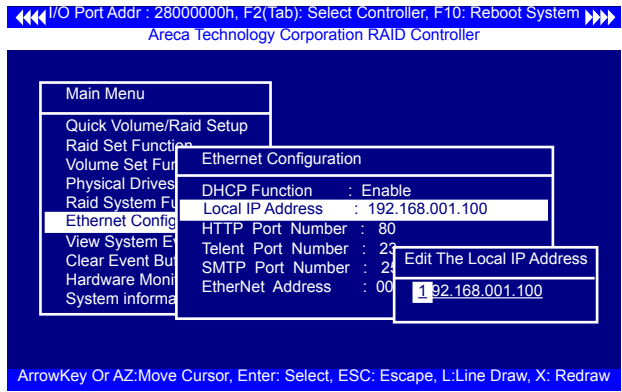 I/O Port Addr : 28000000h, F2(Tab): Select Controller, F10: Reboot System
Areca Technology Corporation RAID Controller
Main Menu
Quick Volume/Raid Setup
Raid Set Function
Volume Set Fun
Physical Drives
Raid System Fu
Ethernet Config
View System Ev
Clear Event Buf
Hardware Moni
System informa
Ethernet Configuration
DHCP Function : Enable
Local IP Address : 192.168.001.100
HTTP Port Number : 80
Telent Port Number : 23
SMTP Port Number : 25
EtherNet Address : 00
Edit The Local IP Address
192.168.001.100
ArrowKey Or AZ:Move Cursor, Enter: Select, ESC: Escape, L:Line Draw, X: Redraw